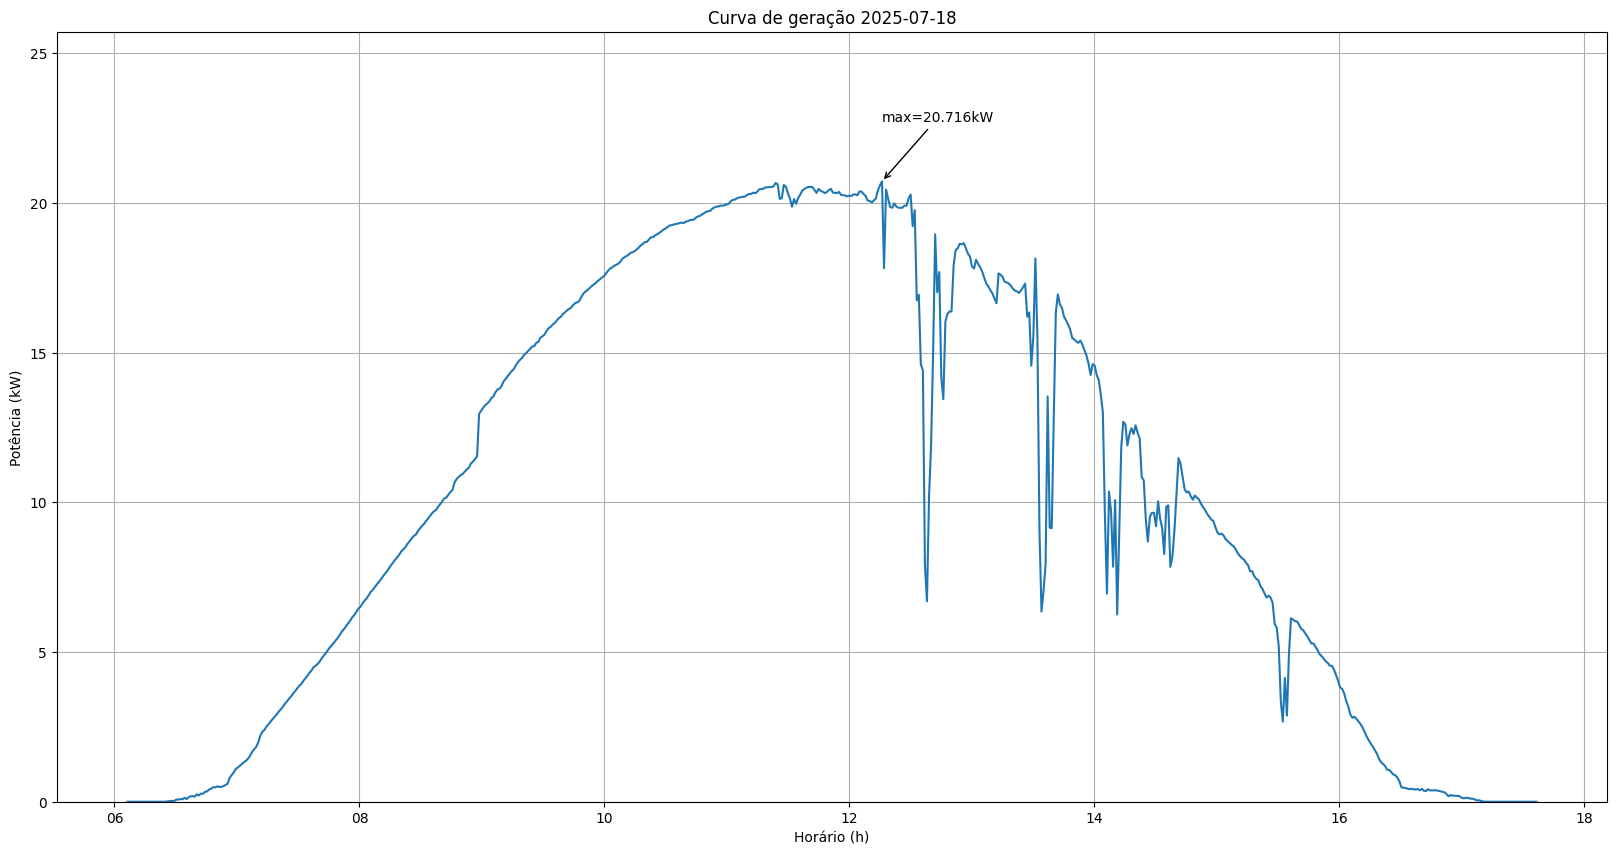 Curva de geração 2025-07-18
25
max=20.716kW
20
15
Potência (kW)
10
5
0
06 08 10 12 14 16 18
Horário (h)